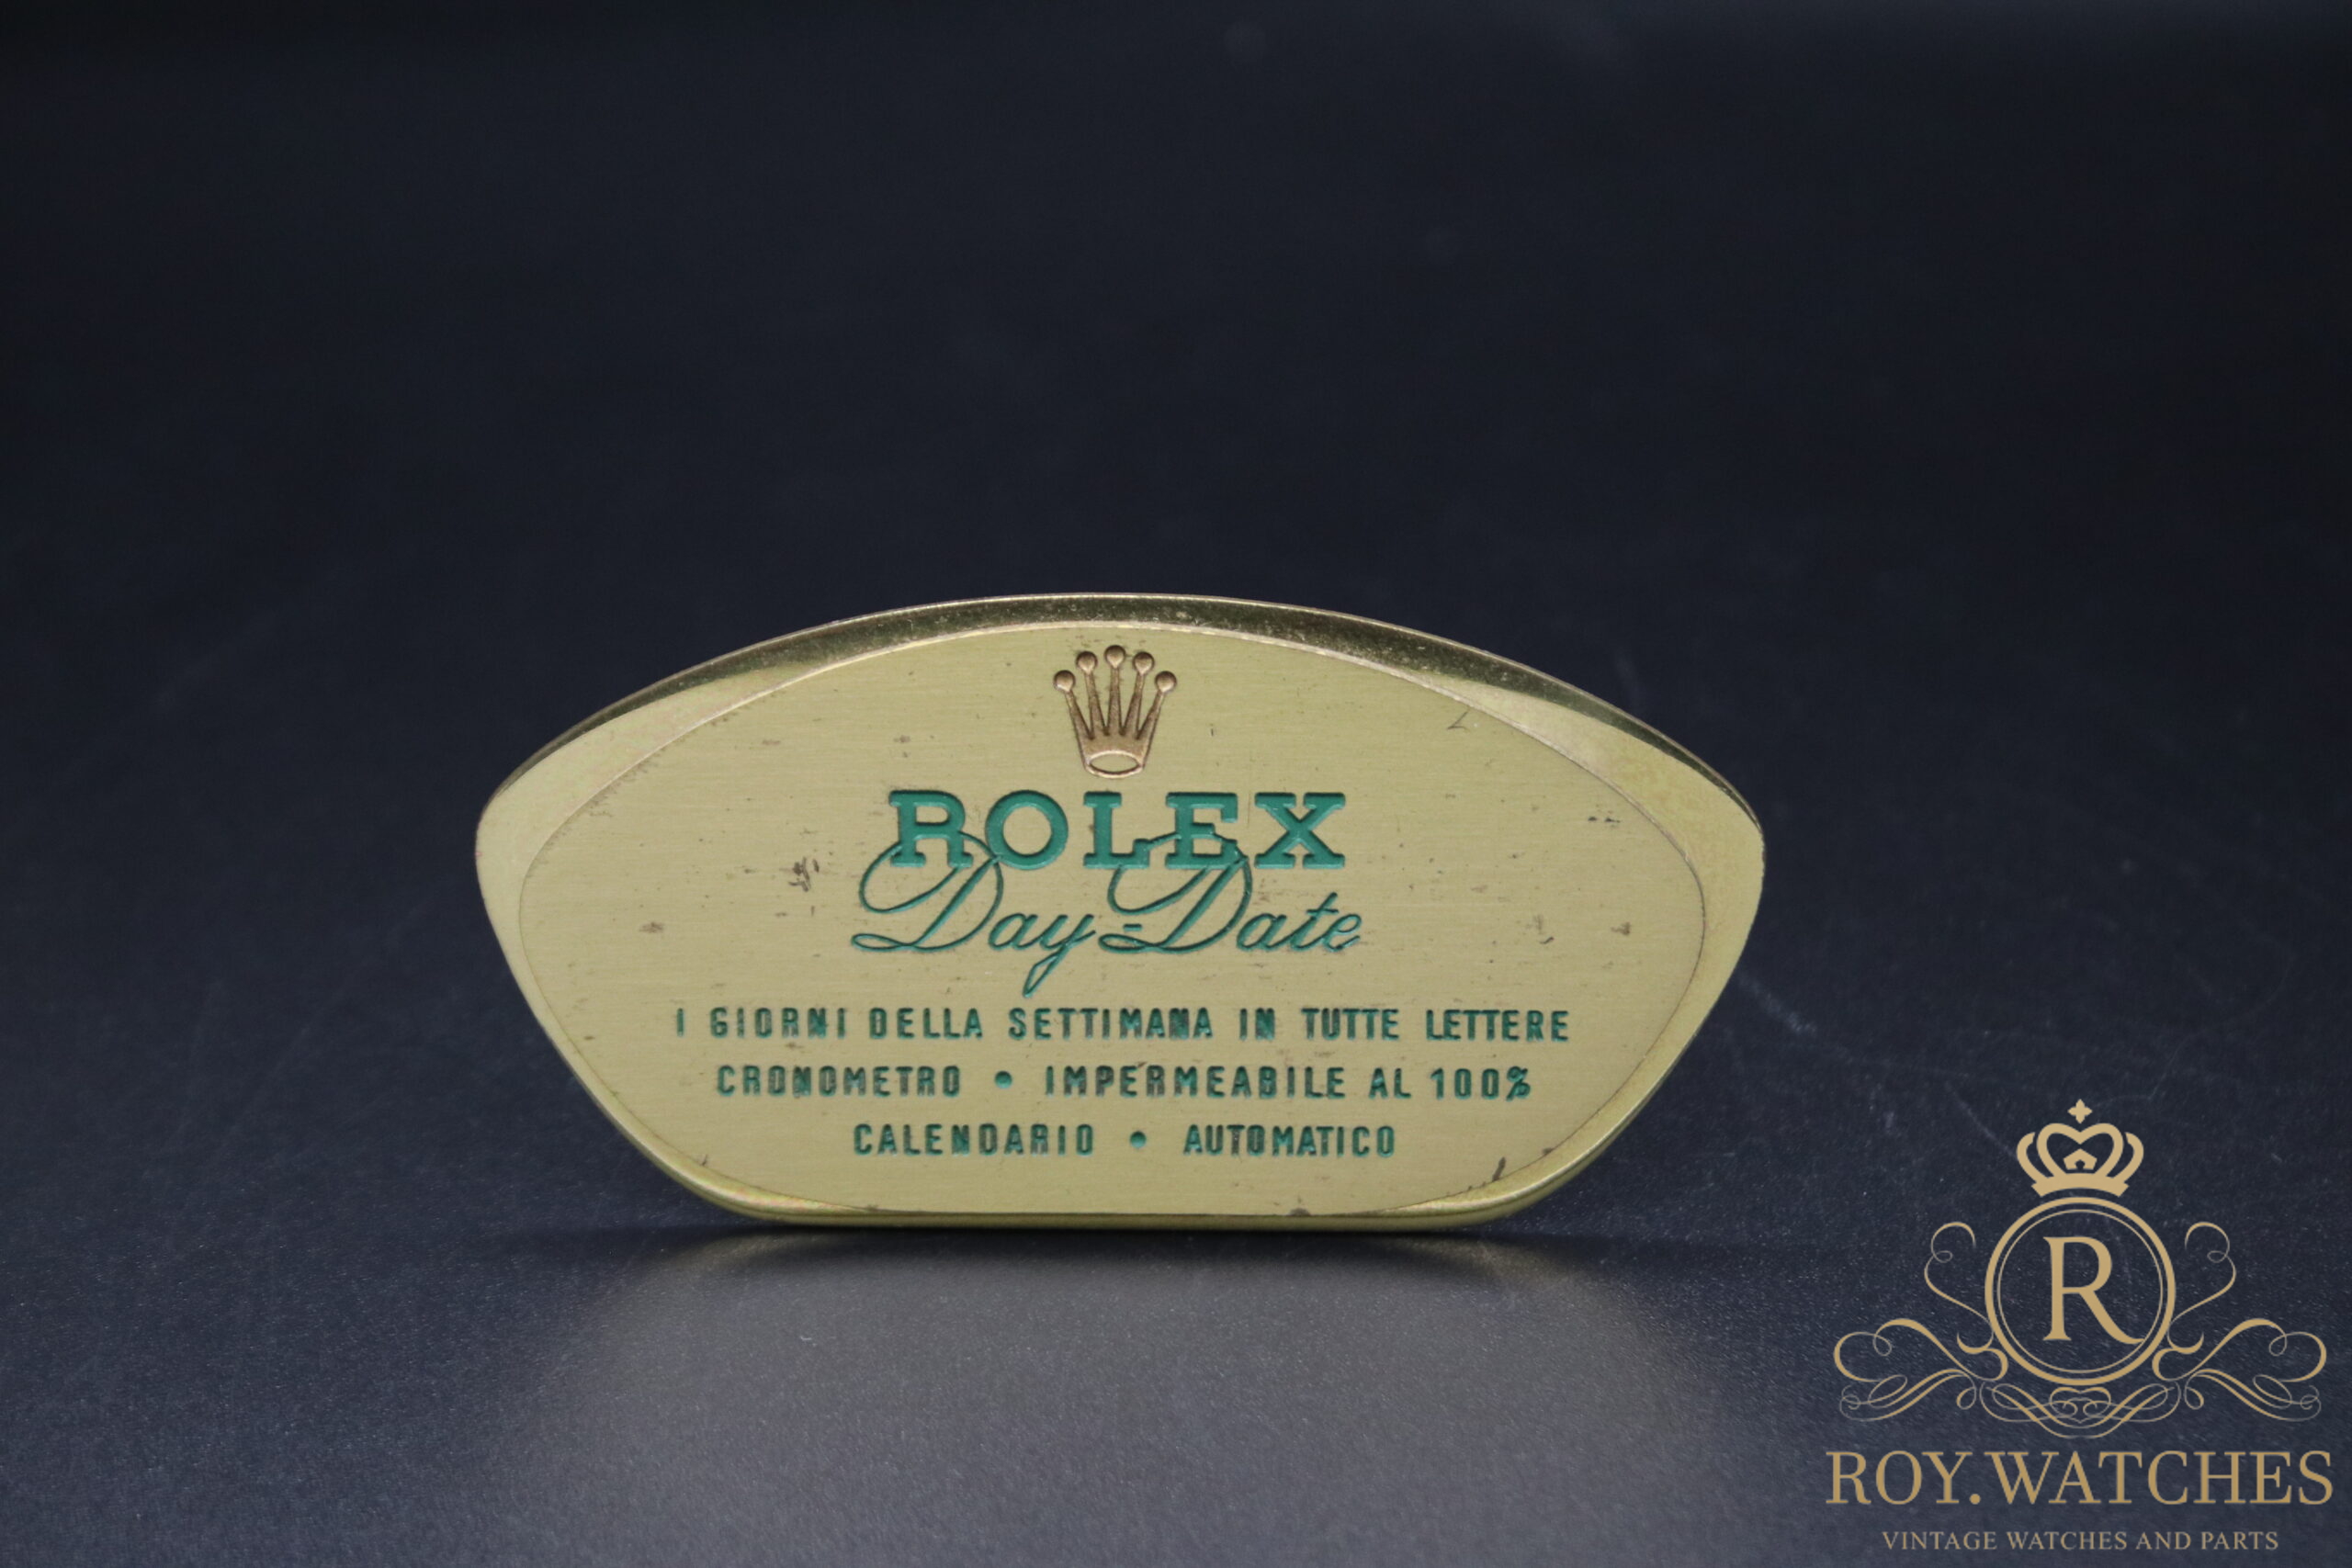 ROLEX
Day-Date
I GIORNI DELLA SETTIMANA IN TUTTE LETTERE
CRONOMETRO • IMPERMEABILE AL 100%
CALENDARIO • AUTOMATICO
R
ROY.WATCHES
VINTAGE WATCHES AND PARTS